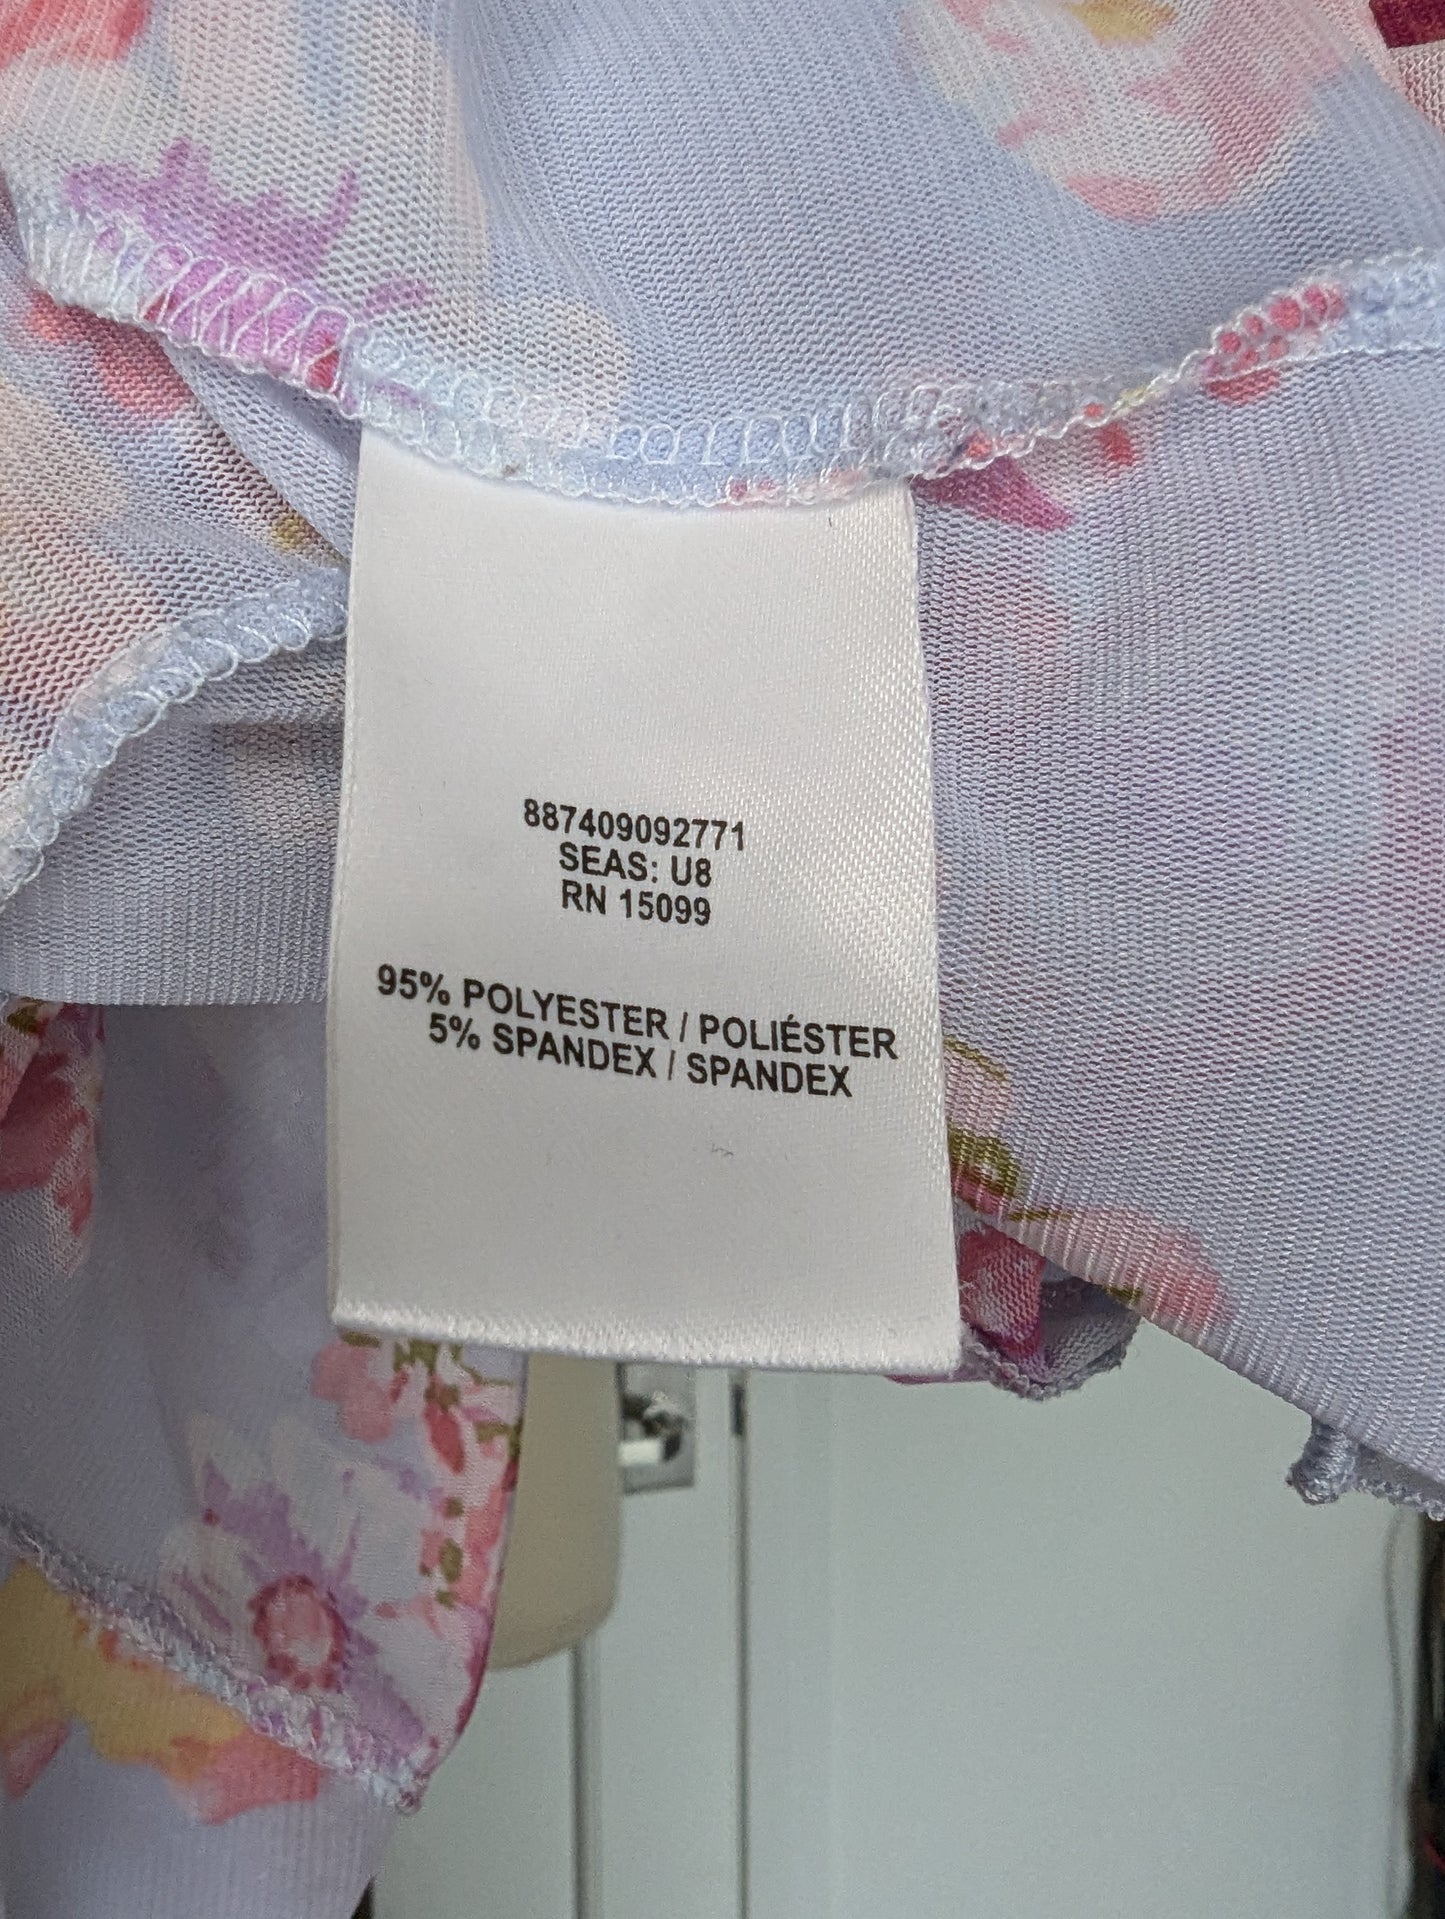 887409092771
SEAS: U8
RN 15099
95% POLYESTER / POLIÉSTER
5% SPANDEX / SPANDEX